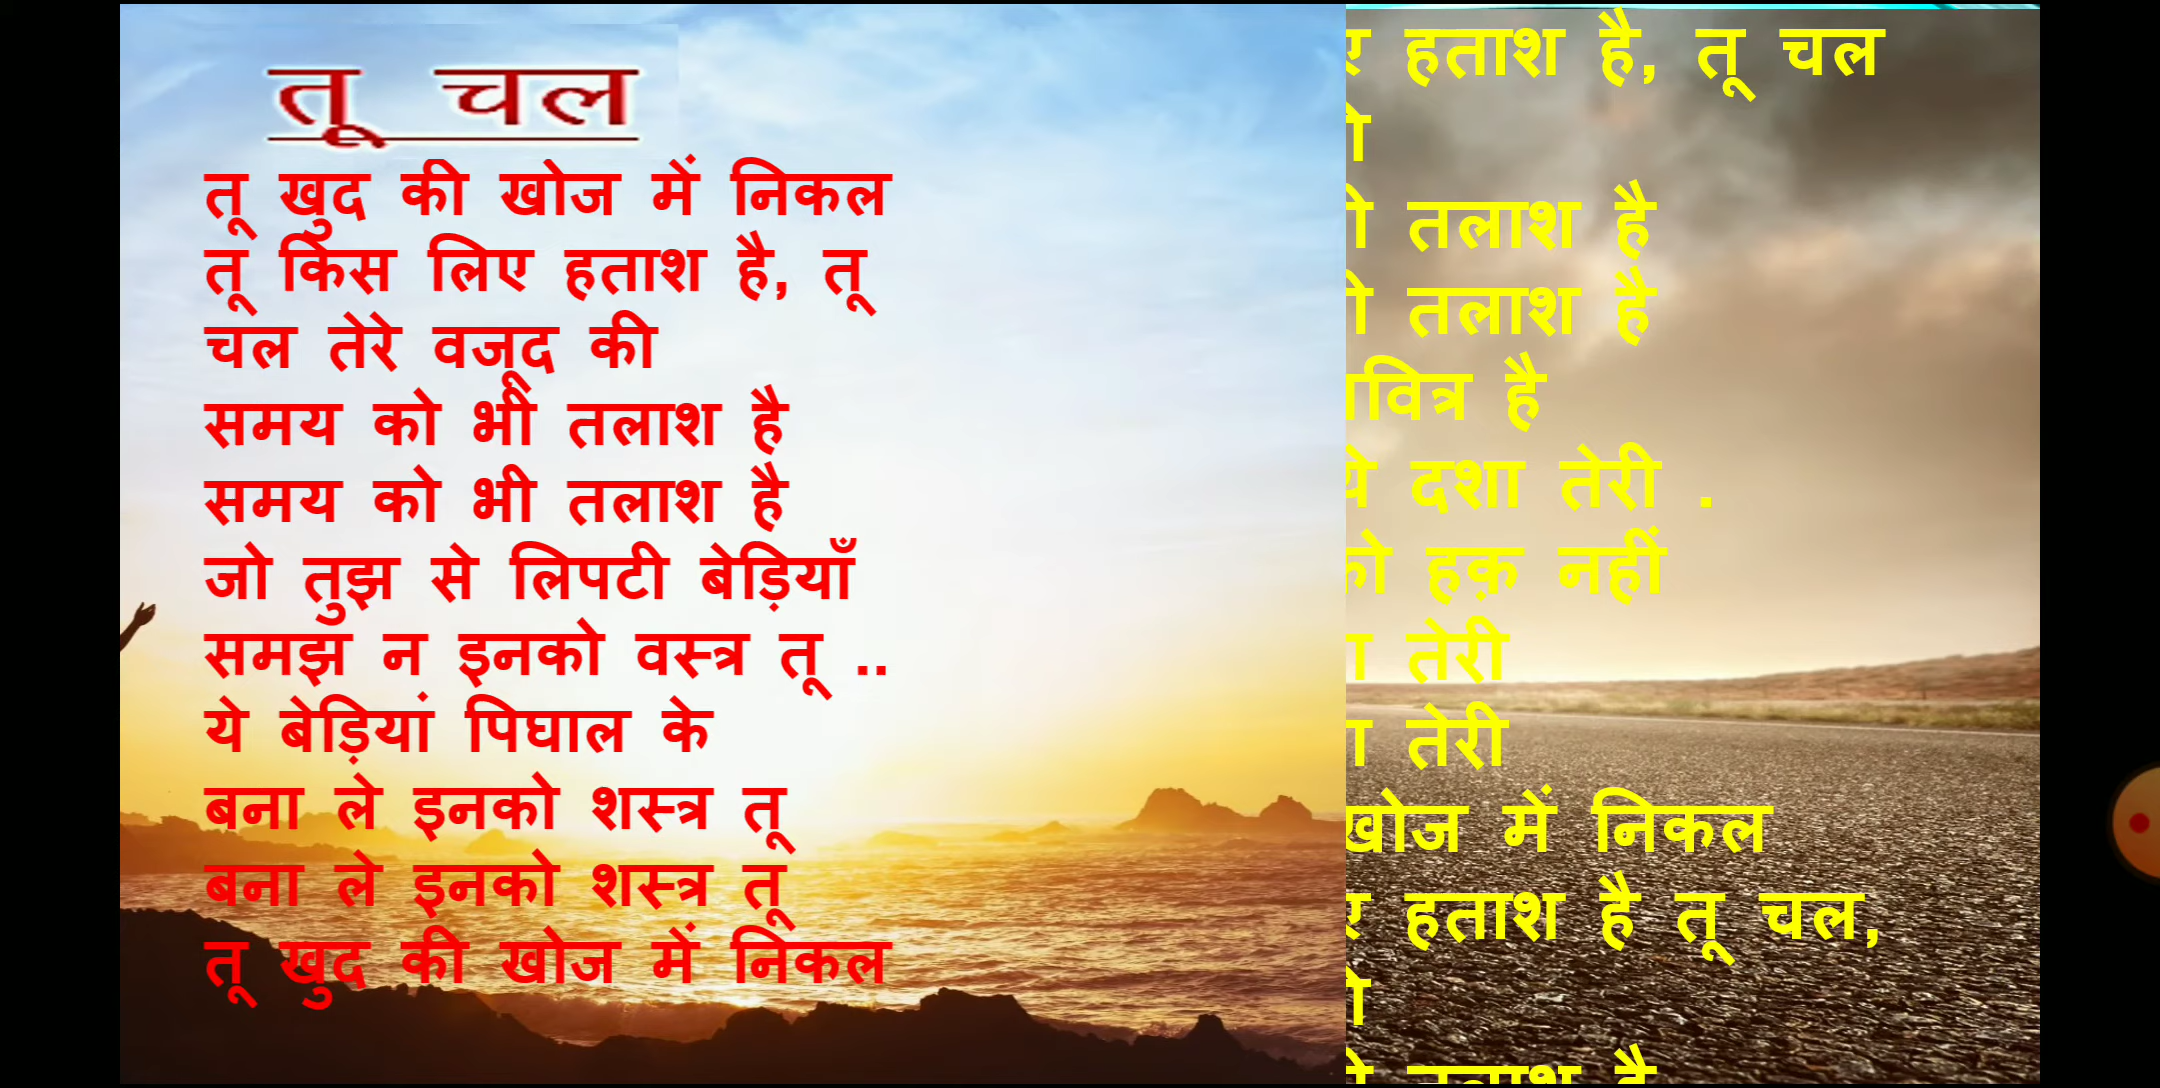 तू चल
तू खुद की खोज में निकल
तू किस लिए हताश है, तू
चल तेरे वजूद की
समय को भी तलाश है
समय को भी तलाश है
जो तुझ से लिपटी बेड़ियाँ
समझ न इनको वस्त्र तू ..
ये बेड़ियां पिघाल के
बना ले इनको शस्त्र तू
बना ले इनको शस्त्र तू
तू खुद की खोज में निकल
हताश है, तू चल
तलाश है
तलाश है
है
दशा तेरी .
हक़ नहीं
तेरी
तेरी
खोज में निकल
हताश है तू चल,
तलाश है